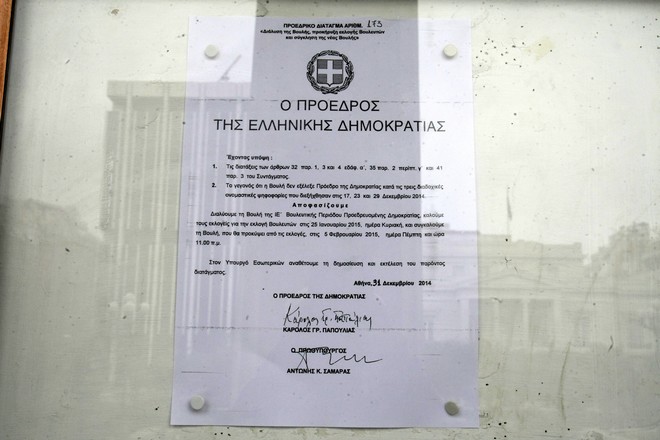 ΠΡΟΕΔΡΙΚΟ ΔΙΑΤΑΓΜΑ ΑΡΙΘΜ. 173
«Διάλυση της Βουλής, προκήρυξη εκλογής Βουλευτών
και σύγκληση της νέας Βουλής»
Ο ΠΡΟΕΔΡΟΣ
ΤΗΣ ΕΛΛΗΝΙΚΗΣ ΔΗΜΟΚΡΑΤΙΑΣ
Έχοντας υπόψη :
1. Τις διατάξεις των άρθρων 32 παρ. 1, 3 και 4 εδάφ. α΄, 35 παρ. 2 περίπτ. γ΄ και 41
παρ. 3 του Συντάγματος.
2. Το γεγονός ότι η Βουλή δεν εξέλεξε Πρόεδρο της Δημοκρατίας κατά τις τρεις διαδοχικές
ονομαστικές ψηφοφορίες που διεξήχθησαν στις 17, 23 και 29 Δεκεμβρίου 2014.
Αποφασίζουμε
Διαλύουμε τη Βουλή της ΙΕ΄ Βουλευτικής Περιόδου Προεδρευομένης Δημοκρατίας, καλούμε
τους εκλογείς για την εκλογή Βουλευτών στις 25 Ιανουαρίου 2015, ημέρα Κυριακή, και συγκαλούμε
τη Βουλή, που θα προκύψει από τις εκλογές, στις 5 Φεβρουαρίου 2015, ημέρα Πέμπτη και ώρα
11.00 π.μ.
Στον Υπουργό Εσωτερικών αναθέτουμε τη δημοσίευση και εκτέλεση του παρόντος
διατάγματος.
Αθήνα, 31 Δεκεμβρίου 2014
Ο ΠΡΟΕΔΡΟΣ ΤΗΣ ΔΗΜΟΚΡΑΤΙΑΣ
Κάρολος Γρ. Παπούλιας
ΚΑΡΟΛΟΣ ΓΡ. ΠΑΠΟΥΛΙΑΣ
Ο ΠΡΩΘΥΠΟΥΡΓΟΣ
ΑΝΤΩΝΗΣ Κ. ΣΑΜΑΡΑΣ